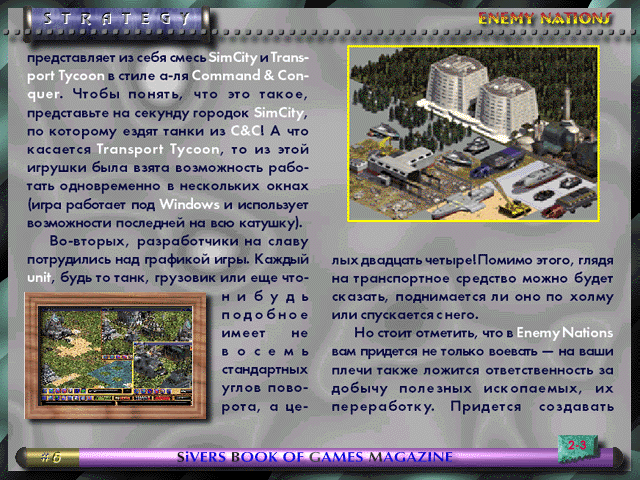 STRATEGY
ENEMY NATIONS
представляет из себя смесь SimCity и Trans-
port Tycoon в стиле а-ля Command & Con-
quer. Чтобы понять, что это такое,
представьте на секунду городок SimCity,
по которому ездят танки из C&C! А что
касается Transport Tycoon, то из этой
игрушки была взята возможность рабо-
тать одновременно в нескольких окнах
(игра работает под Windows и использует
возможности последней на всю катушку).
Во-вторых, разработчики на славу
потрудились над графикой игры. Каждый
unit, будь то танк, грузовик или еще что-
нибудь
подобное
имеет не
восемь
стандартных
углов пово-
рота, а це-
лых двадцать четыре! Помимо этого, глядя
на транспортное средство можно будет
сказать, поднимается ли оно по холму
или спускается с него.
Но стоит отметить, что в Enemy Nations
вам придется не только воевать — на ваши
плечи также ложится ответственность за
добычу полезных ископаемых, их
переработку. Придется создавать
#6
SiVERS BOOK OF GAMES MAGAZINE
2-3